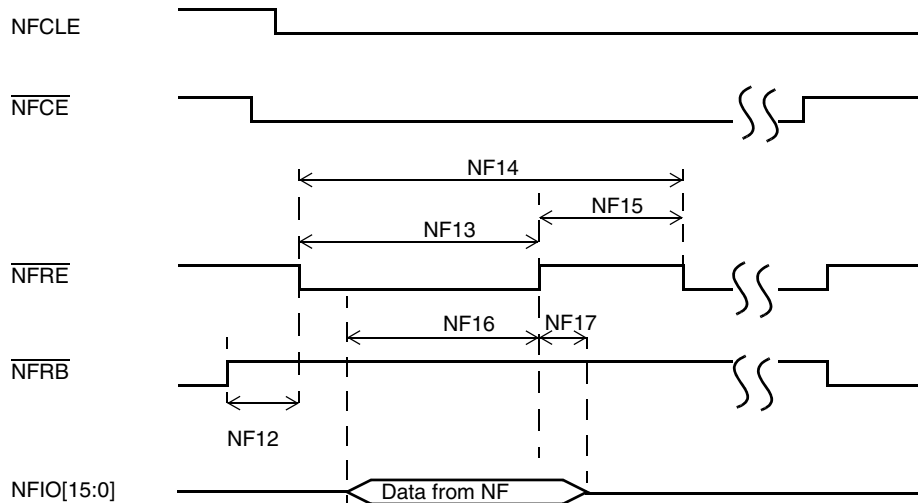 NFCLE
NFCE
NF14
NF15
NF13
NFRE
NF16 NF17
NFRB
NF12
NFIO[15:0] Data from NF